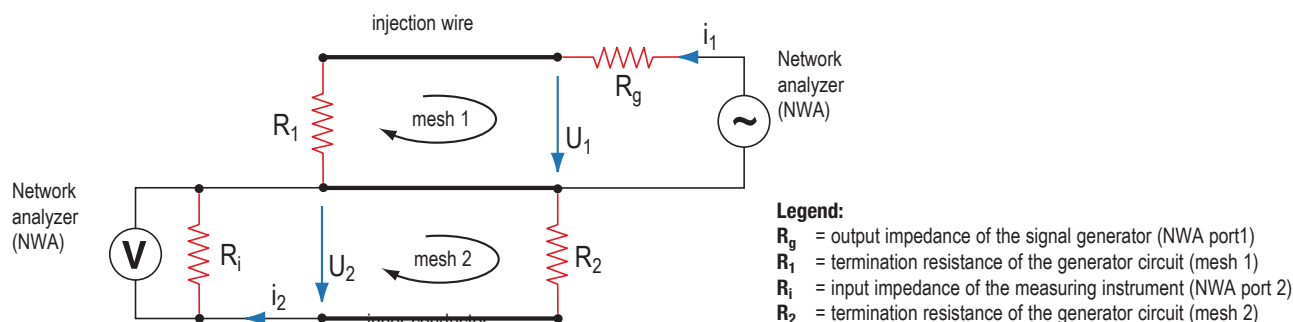 injection wire
i1
Network
analyzer
(NWA)
Rg
R1
mesh 1
U1
~
Network
analyzer
(NWA)
V
Ri
U2
mesh 2
R2
i2
inner conductor
Legend:
Rg = output impedance of the signal generator (NWA port1)
R1 = termination resistance of the generator circuit (mesh 1)
Ri = input impedance of the measuring instrument (NWA port 2)
R2 = termination resistance of the generator circuit (mesh 2)